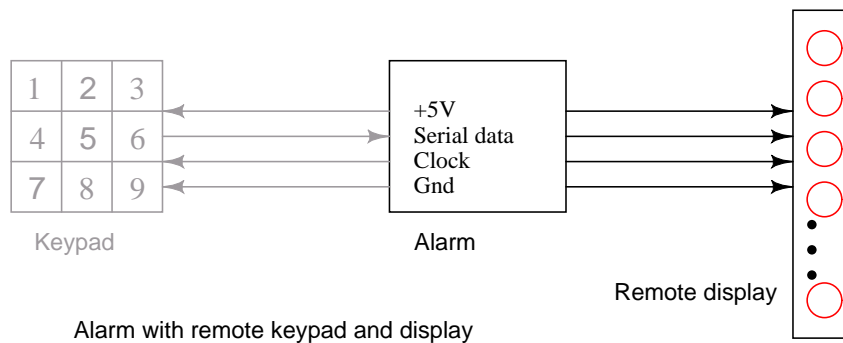 1 2 3
4 5 6
7 8 9
Keypad
+5V
Serial data
Clock
Gnd
Alarm
Remote display
Alarm with remote keypad and display